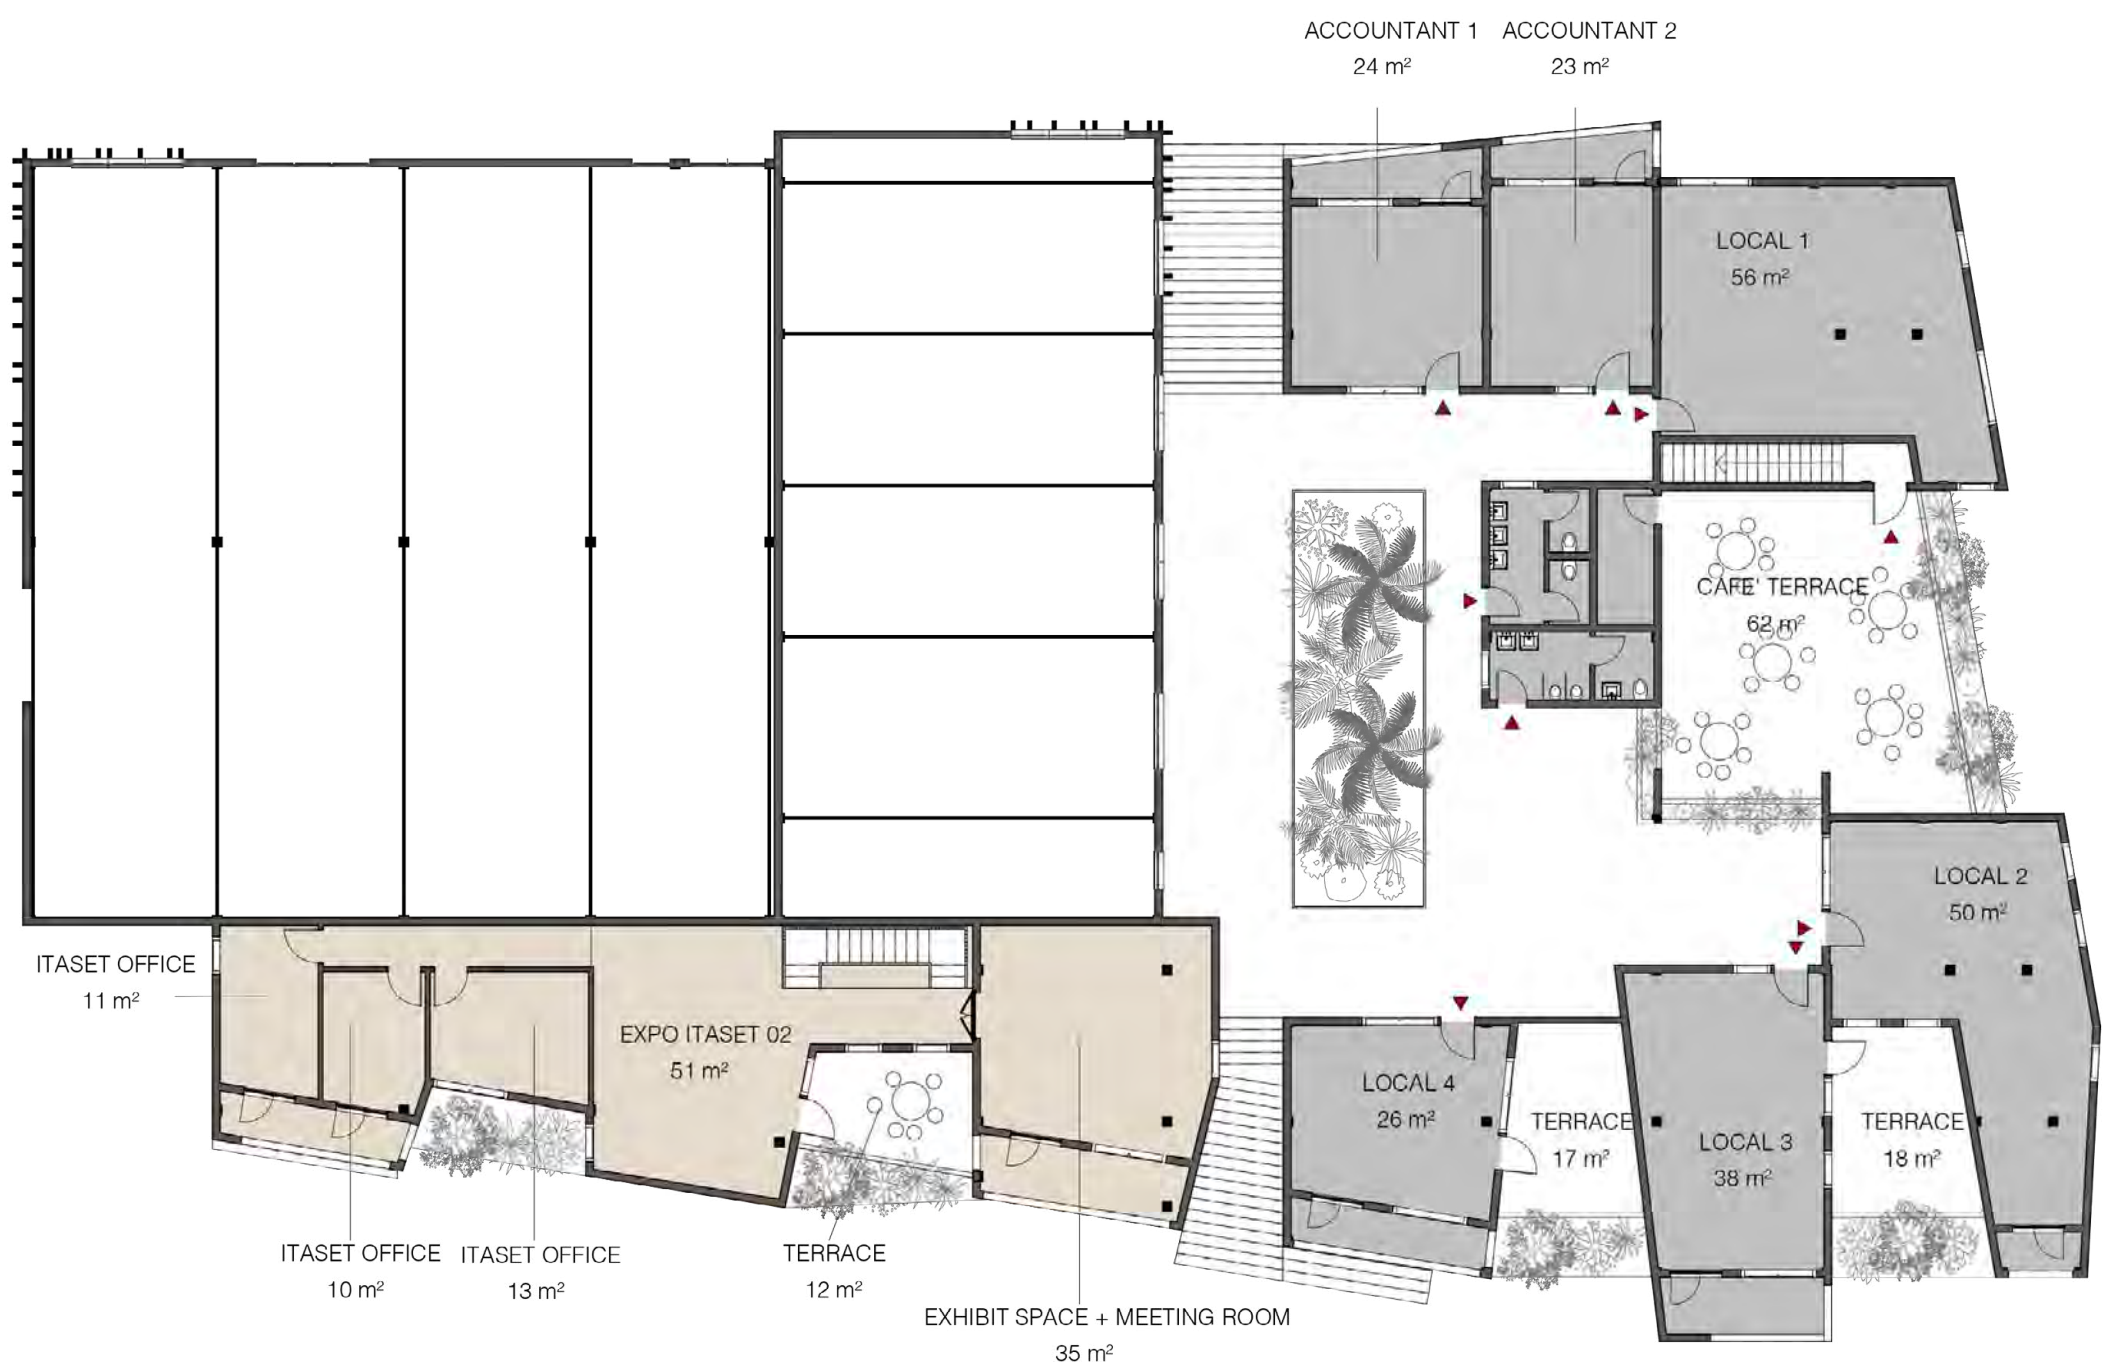 ACCOUNTANT 1
24 m²
ACCOUNTANT 2
23 m²
LOCAL 1
56 m²
CAFE' TERRACE
62 m²
LOCAL 2
50 m²
ITASET OFFICE
11 m²
EXPO ITASET 02
51 m²
LOCAL 4
26 m²
TERRACE
17 m²
LOCAL 3
38 m²
TERRACE
18 m²
ITASET OFFICE
10 m²
ITASET OFFICE
13 m²
TERRACE
12 m²
EXHIBIT SPACE + MEETING ROOM
35 m²